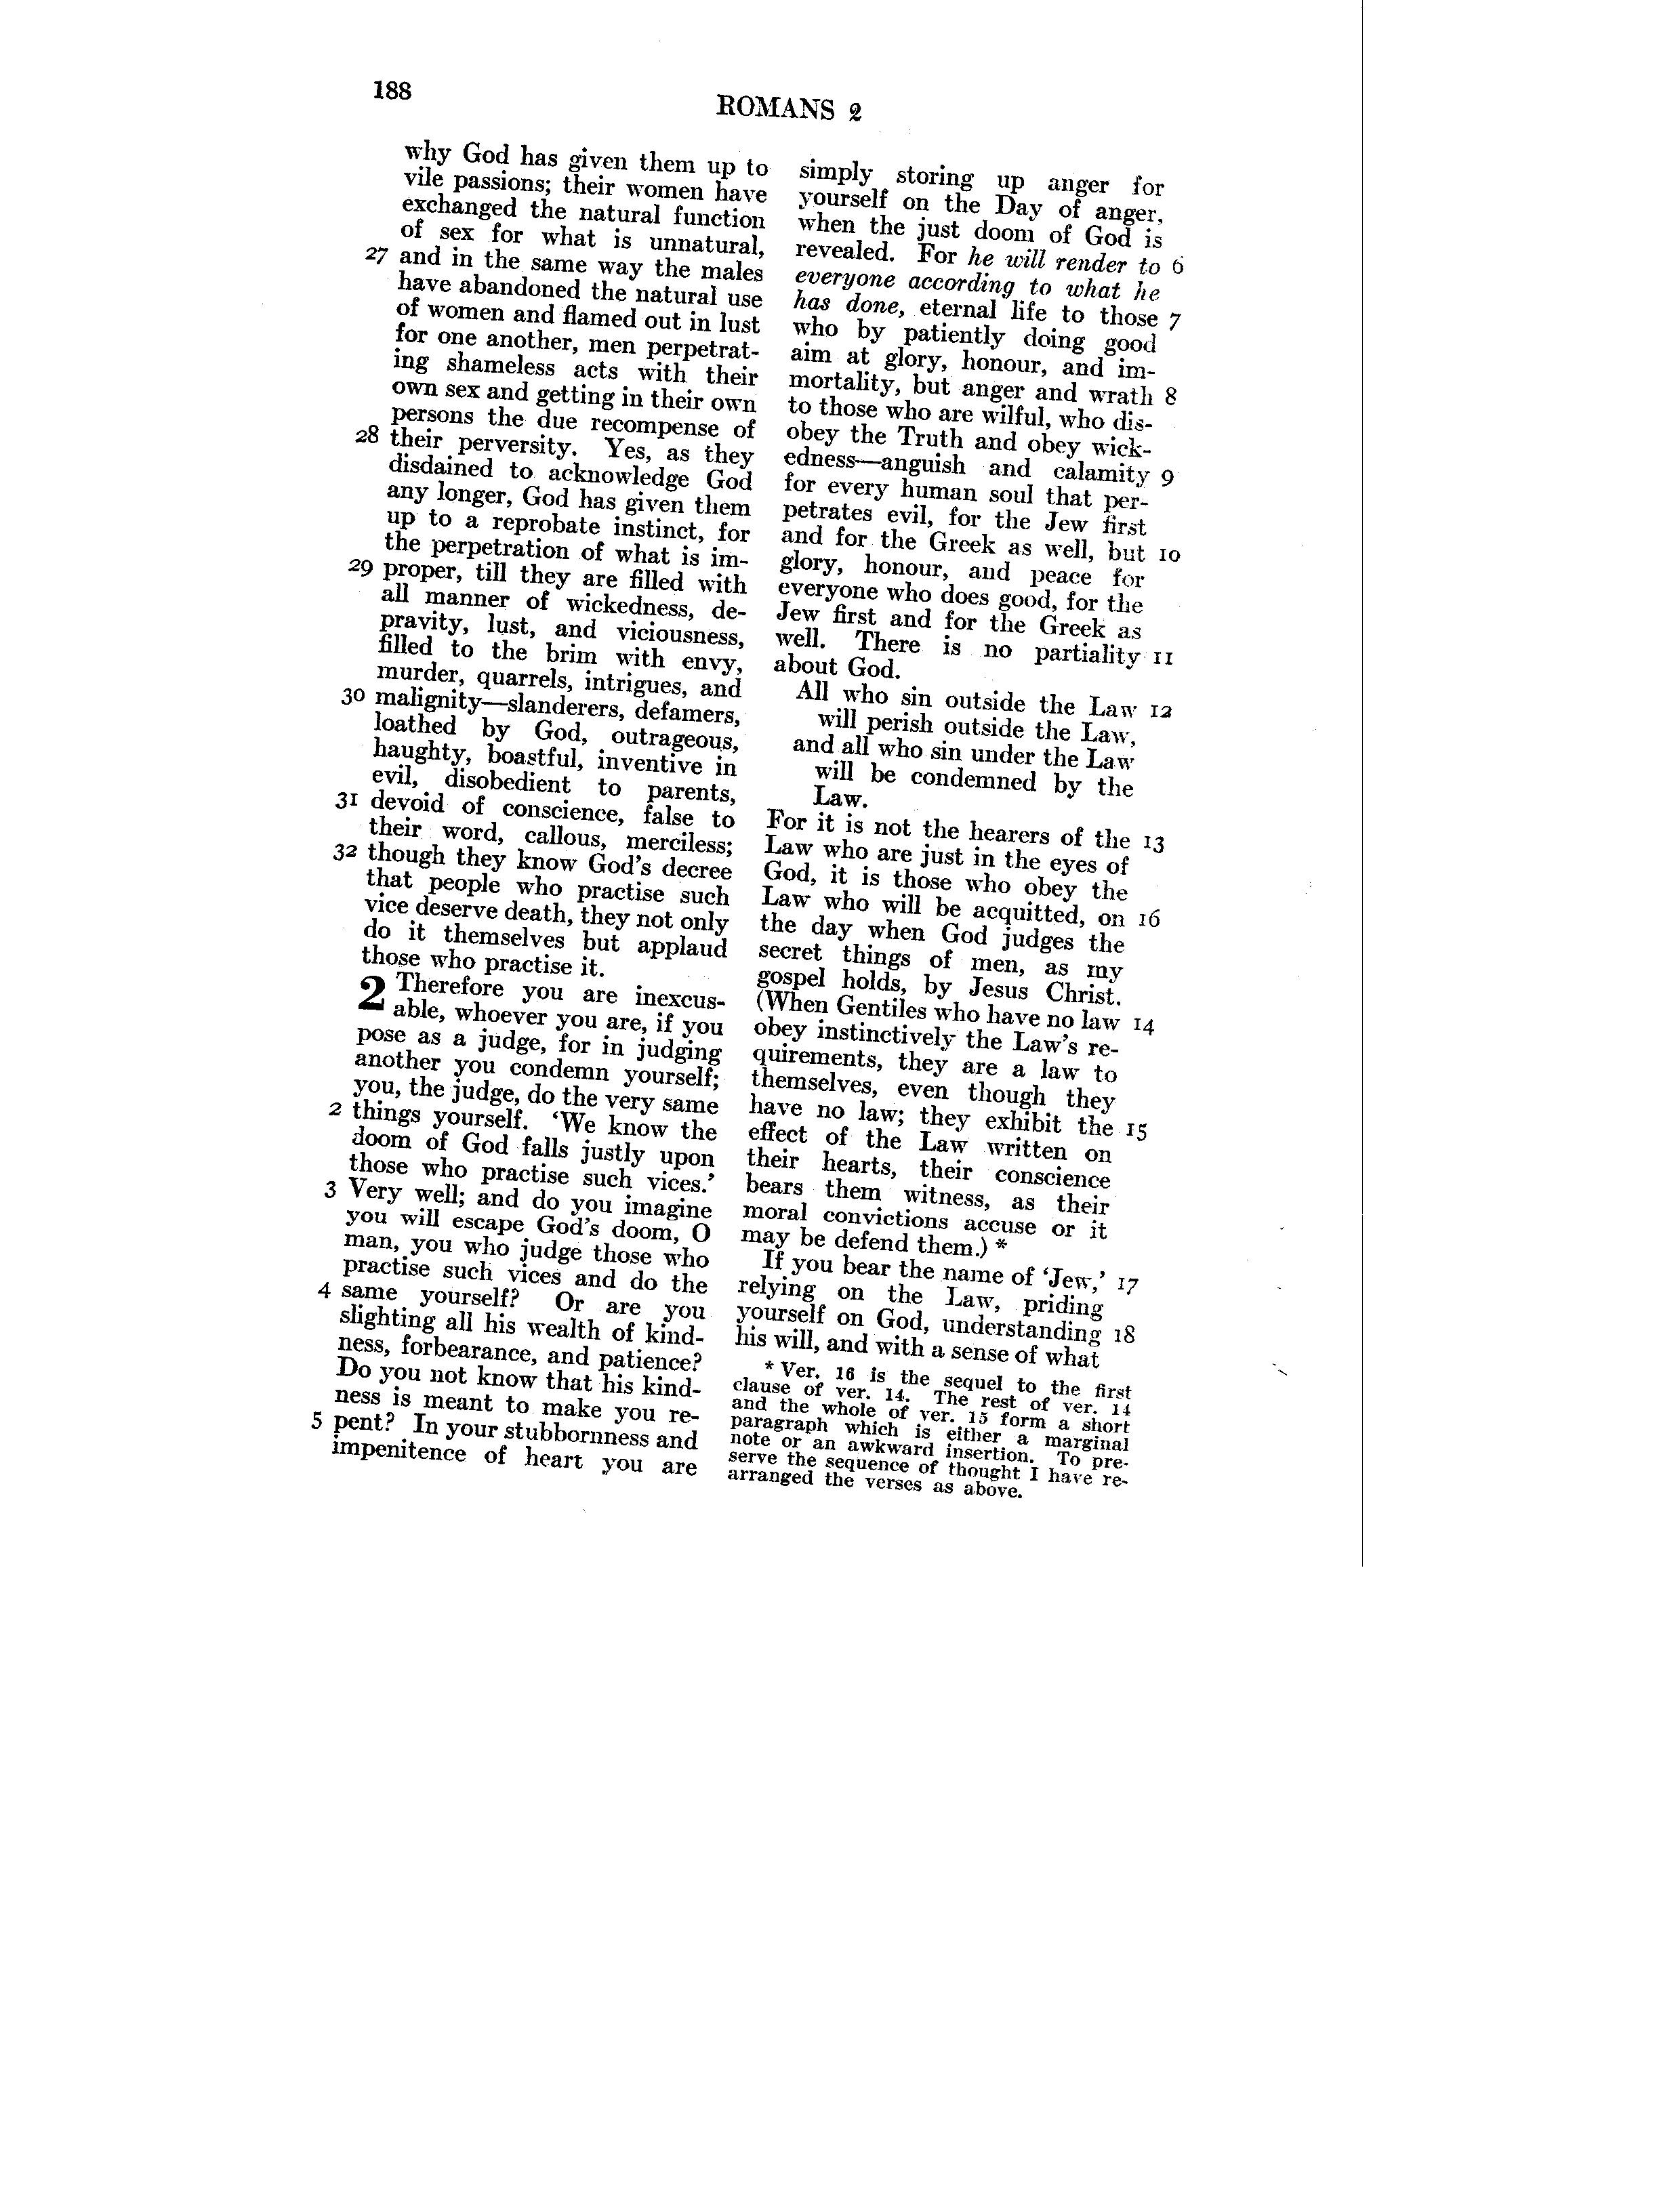 188
ROMANS 2
why God has given them up to
vile passions; their women have
exchanged the natural function
of sex for what is unnatural,
27 and in the same way the males
have abandoned the natural use
of women and flamed out in lust
for one another, men perpetrat-
ing shameless acts with their
own sex and getting in their own
persons the due recompense of
28 their perversity. Yes, as they
disdained to acknowledge God
any longer, God has given them
up to a reprobate instinct, for
the perpetration of what is im-
29 proper, till they are filled with
all manner of wickedness, de-
pravity, lust, and viciousness,
filled to the brim with envy,
murder, quarrels, intrigues, and
30 malignity—slanderers, defamers,
loathed by God, outrageous,
haughty, boastful, inventive in
evil, disobedient to parents,
31 devoid of conscience, false to
their word, callous, merciless;
32 though they know God's decree
that people who practise such
vice deserve death, they not only
do it themselves but applaud
those who practise it.
2 Therefore you are inexcus-
able, whoever you are, if you
pose as a judge, for in judging
another you condemn yourself;
you, the judge, do the very same
2 things yourself. 'We know the
doom of God falls justly upon
those who practise such vices.'
3 Very well; and do you imagine
you will escape God's doom, O
man, you who judge those who
practise such vices and do the
4 same yourself? Or are you
slighting all his wealth of kind-
ness, forbearance, and patience?
Do you not know that his kind-
ness is meant to make you re-
5 pent? In your stubbornness and
impenitence of heart you are
simply storing up anger for
yourself on the Day of anger,
when the just doom of God is
revealed. For he will render to 6
everyone according to what he
has done, eternal life to those 7
who by patiently doing good
aim at glory, honour, and im-
mortality, but anger and wrath 8
to those who are wilful, who dis-
obey the Truth and obey wick-
edness—anguish and calamity 9
for every human soul that per-
petrates evil, for the Jew first
and for the Greek as well, but 10
glory, honour, and peace for
everyone who does good, for the
Jew first and for the Greek as
well. There is no partiality 11
about God.
All who sin outside the Law 12
will perish outside the Law,
and all who sin under the Law
will be condemned by the
Law.
For it is not the hearers of the 13
Law who are just in the eyes of
God, it is those who obey the
Law who will be acquitted, on 16
the day when God judges the
secret things of men, as my
gospel holds, by Jesus Christ.
(When Gentiles who have no law 14
obey instinctively the Law's re-
quirements, they are a law to
themselves, even though they
have no law; they exhibit the 15
effect of the Law written on
their hearts, their conscience
bears them witness, as their
moral convictions accuse or it
may be defend them.) *
If you bear the name of 'Jew,' 17
relying on the Law, priding
yourself on God, understanding 18
his will, and with a sense of what
* Ver. 16 is the sequel to the first
clause of ver. 14. The rest of ver. 14
and the whole of ver. 15 form a short
paragraph which is either a marginal
note or an awkward insertion. To pre-
serve the sequence of thought I have re-
arranged the verses as above.